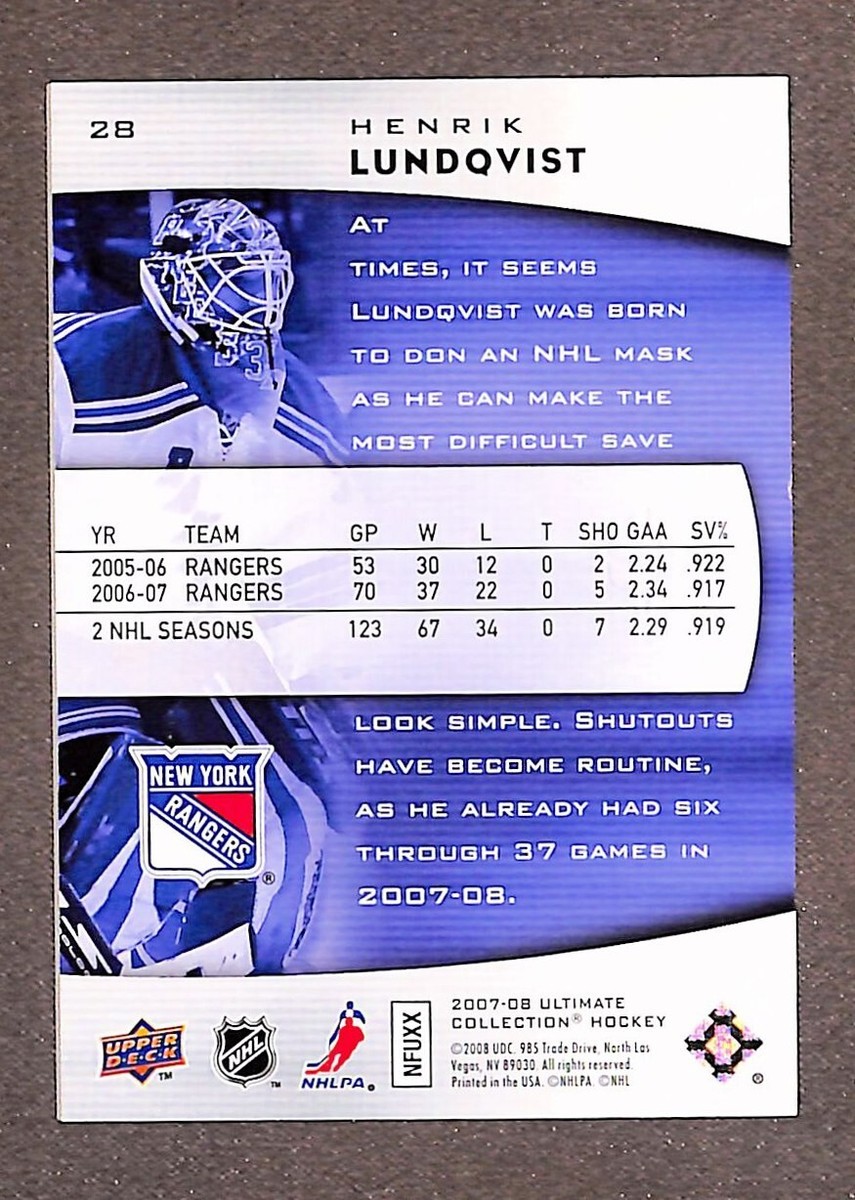 28
HENRIK
LUNDQVIST
AT
TIMES, IT SEEMS
LUNDQVIST WAS BORN
TO DON AN NHL MASK
AS HE CAN MAKE THE
MOST DIFFICULT SAVE
YR TEAM GP W L T SHO GAA SV%
2005-06 RANGERS 53 30 12 0 2 2.24 .922
2006-07 RANGERS 70 37 22 0 5 2.34 .917
2 NHL SEASONS 123 67 34 0 7 2.29 .919
LOOK SIMPLE. SHUTOUTS
HAVE BECOME ROUTINE,
AS HE ALREADY HAD SIX
THROUGH 37 GAMES IN
2007-08.
NEW YORK
RANGERS
®
UPPER
DECK
™
NHL
™
NHLPA®
NFUXX
2007-08 ULTIMATE
COLLECTION® HOCKEY
©2008 UDC. 985 Trade Drive, North Las
Vegas, NV 89030. All rights reserved.
Printed in the USA. ©NHLPA. ©NHL
®